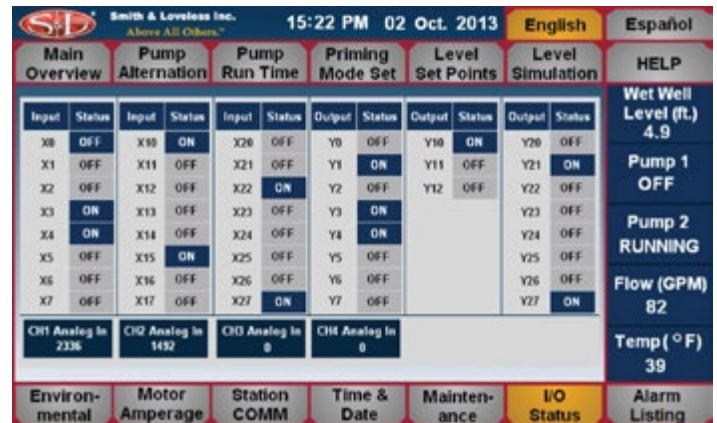 S&L Smith & Loveless Inc. 15:22 PM 02 Oct. 2013 English Español
Above All Others.™
Main Overview Pump Alternation Pump Run Time Priming Mode Set Level Set Points Level Simulation HELP
Input Status Input Status Input Status Output Status Output Status Output Status
X0 OFF X10 ON X20 OFF Y0 OFF Y10 ON Y20 OFF
X1 OFF X11 OFF X21 OFF Y1 ON Y11 OFF Y21 ON
X2 OFF X12 OFF X22 ON Y2 OFF Y12 OFF Y22 OFF
X3 ON X13 OFF X23 OFF Y3 ON Y23 OFF
X4 ON X14 OFF X24 OFF Y4 ON Y24 OFF
X5 OFF X15 ON X25 OFF Y5 OFF Y25 OFF
X6 OFF X16 OFF X26 OFF Y6 OFF Y26 OFF
X7 OFF X17 OFF X27 ON Y7 OFF Y27 ON
CH1 Analog In CH2 Analog In CH3 Analog In CH4 Analog In
2336 1492 0 0
Wet Well
Level (ft.)
4.9
Pump 1
OFF
Pump 2
RUNNING
Flow (GPM)
82
Temp(°F)
39
Environ- Motor Station Time & Mainten- I/O Alarm
mental Amperage COMM Date ance Status Listing